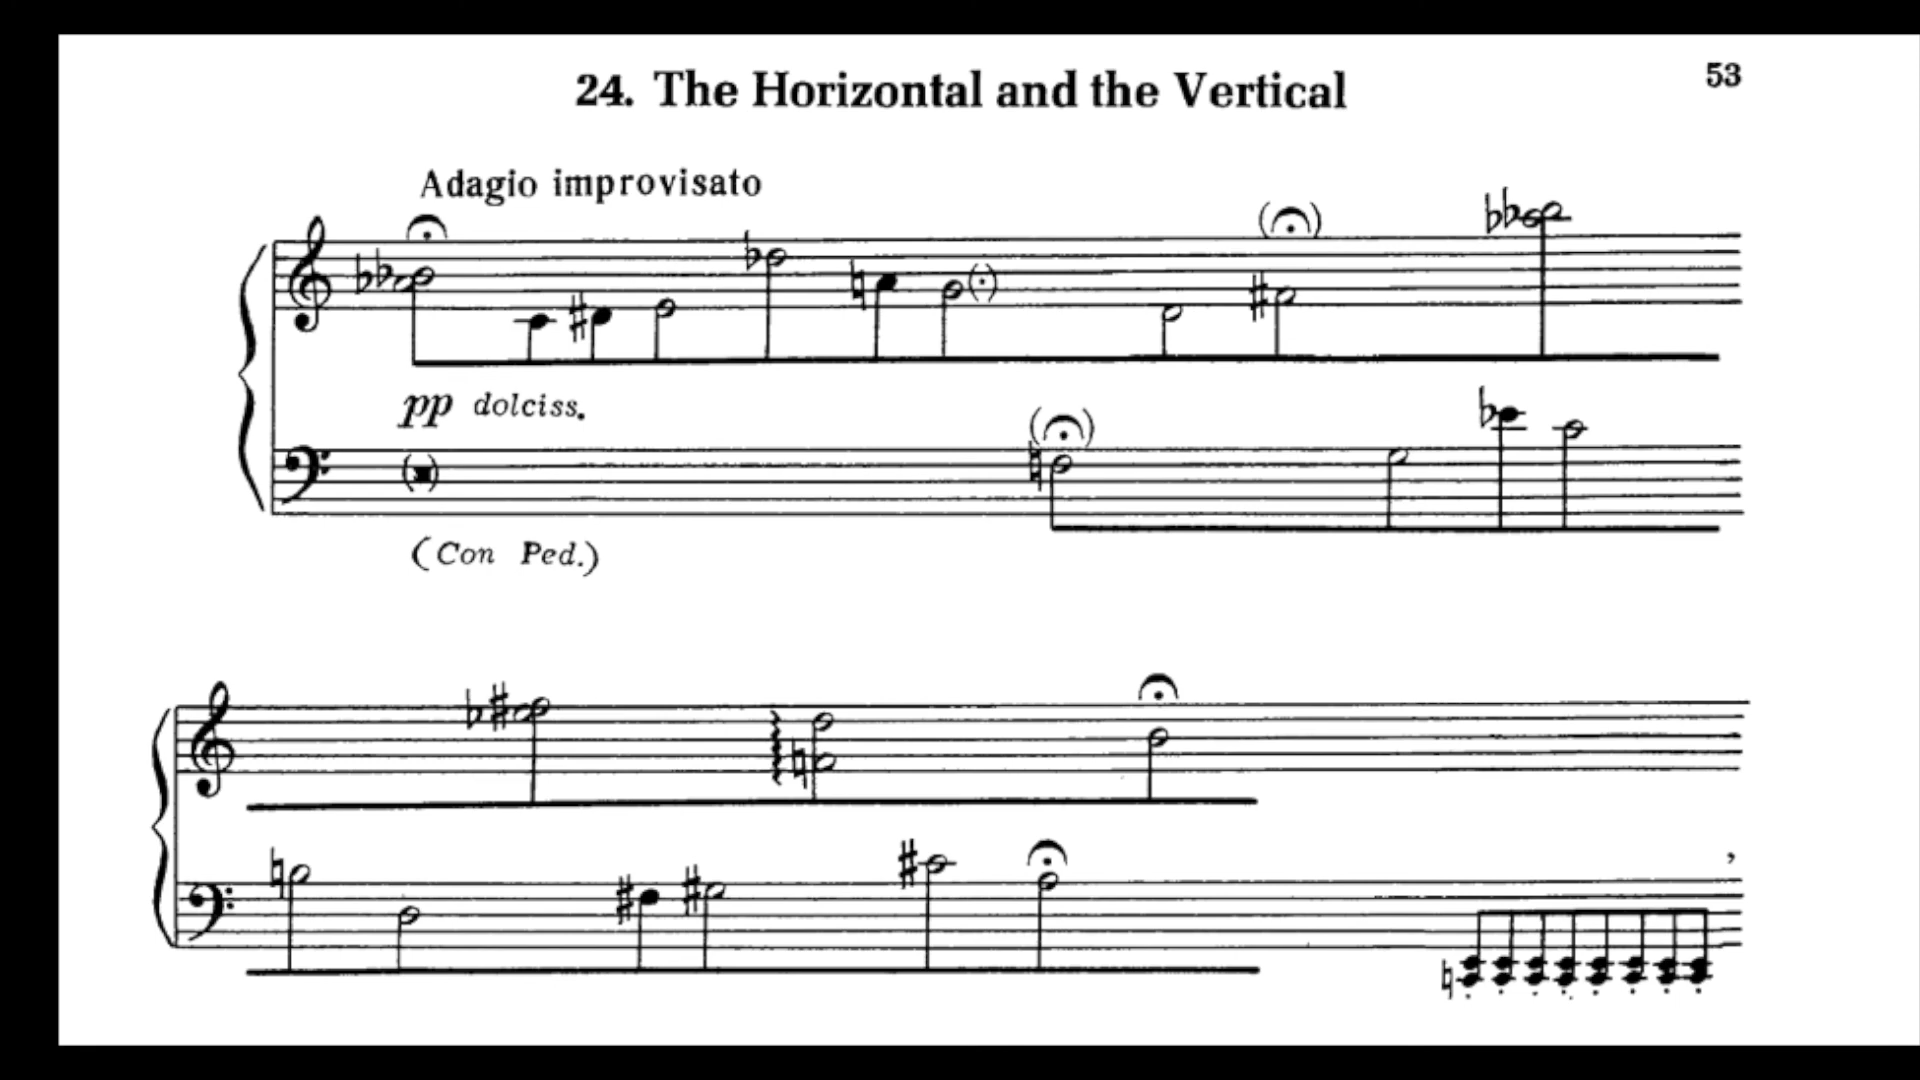 24. The Horizontal and the Vertical
53
Adagio improvisato
pp dolciss.
(Con Ped.)